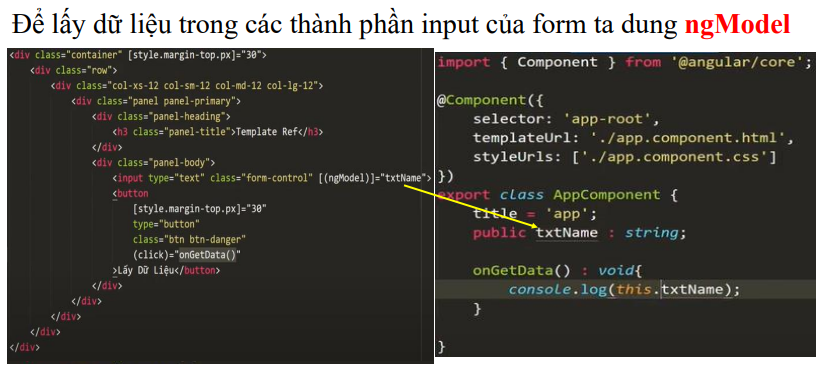 Để lấy dữ liệu trong các thành phần input của form ta dung ngModel
<div class="container" [style.margin-top.px]="30">
<div class="row">
<div class="col-xs-12 col-sm-12 col-md-12 col-lg-12">
<div class="panel panel-primary">
<div class="panel-heading">
<h3 class="panel-title">Template Ref</h3>
</div>
<div class="panel-body">
<input type="text" class="form-control" [(ngModel)]="txtName">
<button
[style.margin-top.px]="30"
type="button"
class="btn btn-danger"
(click)="onGetData()"
>Lấy Dữ Liệu</button>
</div>
</div>
</div>
</div>
</div>
import { Component } from '@angular/core';
@Component({
selector: 'app-root',
templateUrl: './app.component.html',
styleUrls: ['./app.component.css']
})
export class AppComponent {
title = 'app';
public txtName : string;
onGetData() : void{
console.log(this.txtName);
}
}